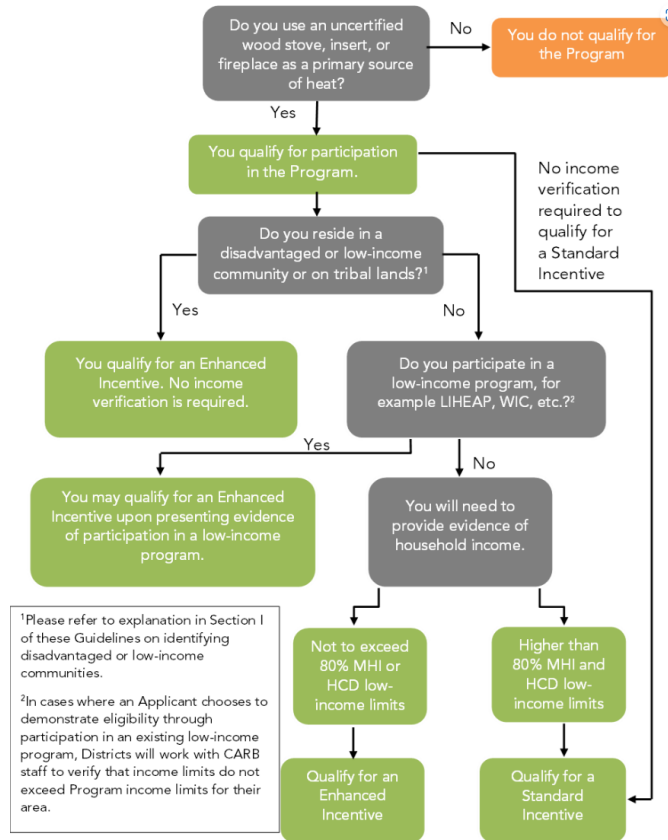 Do you use an uncertified
wood stove, insert, or
fireplace as a primary source
of heat?
No
You do not qualify for
the Program
Yes
You qualify for participation
in the Program.
No income
verification
required to
qualify for
a Standard
Incentive
Do you reside in a
disadvantaged or low-income
community or on tribal lands?¹
Yes
No
You qualify for an Enhanced
Incentive. No income
verification is required.
Do you participate in a
low-income program, for
example LIHEAP, WIC, etc.?²
Yes
No
You may qualify for an Enhanced
Incentive upon presenting evidence
of participation in a low-income
program.
You will need to
provide evidence of
household income.
¹Please refer to explanation in Section I
of these Guidelines on identifying
disadvantaged or low-income
communities.
²In cases where an Applicant chooses to
demonstrate eligibility through
participation in an existing low-income
program, Districts will work with CARB
staff to verify that income limits do not
exceed Program income limits for their
area.
Not to exceed
80% MHI or
HCD low-
income limits
Higher than
80% MHI and
HCD low-
income limits
Qualify for an
Enhanced
Incentive
Qualify for a
Standard
Incentive